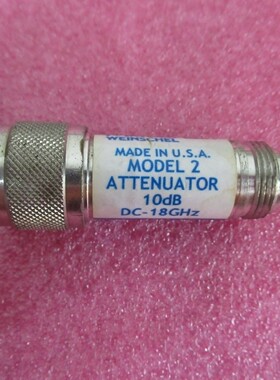 WEINSCHEL
MADE IN U.S.A.
MODEL 2
ATTENUATOR
10dB
DC-18GHz